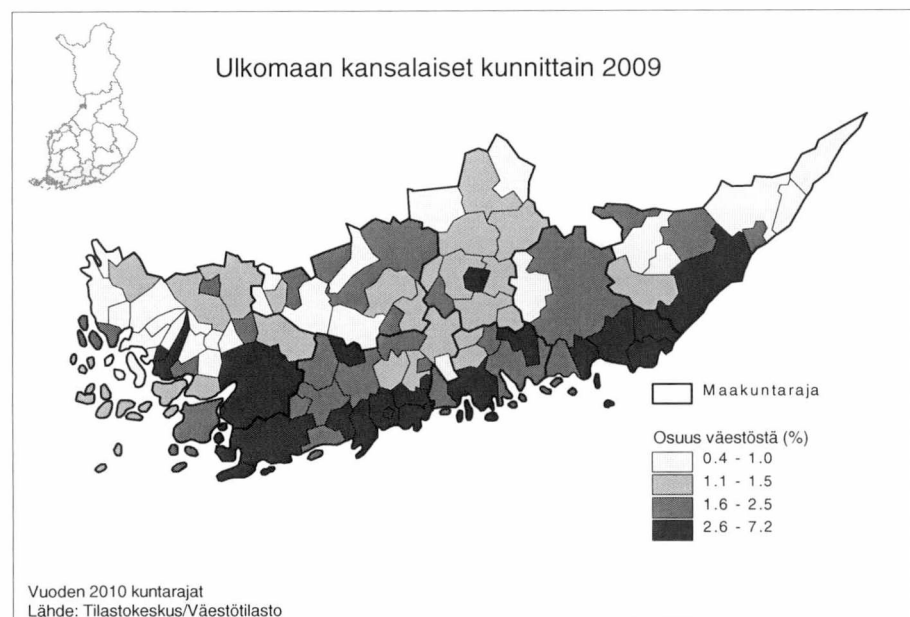 Ulkomaan kansalaiset kunnittain 2009
Maakuntaraja
Osuus väestöstä (%)
0.4 - 1.0
1.1 - 1.5
1.6 - 2.5
2.6 - 7.2
Vuoden 2010 kuntarajat
Lähde: Tilastokeskus/Väestötilasto